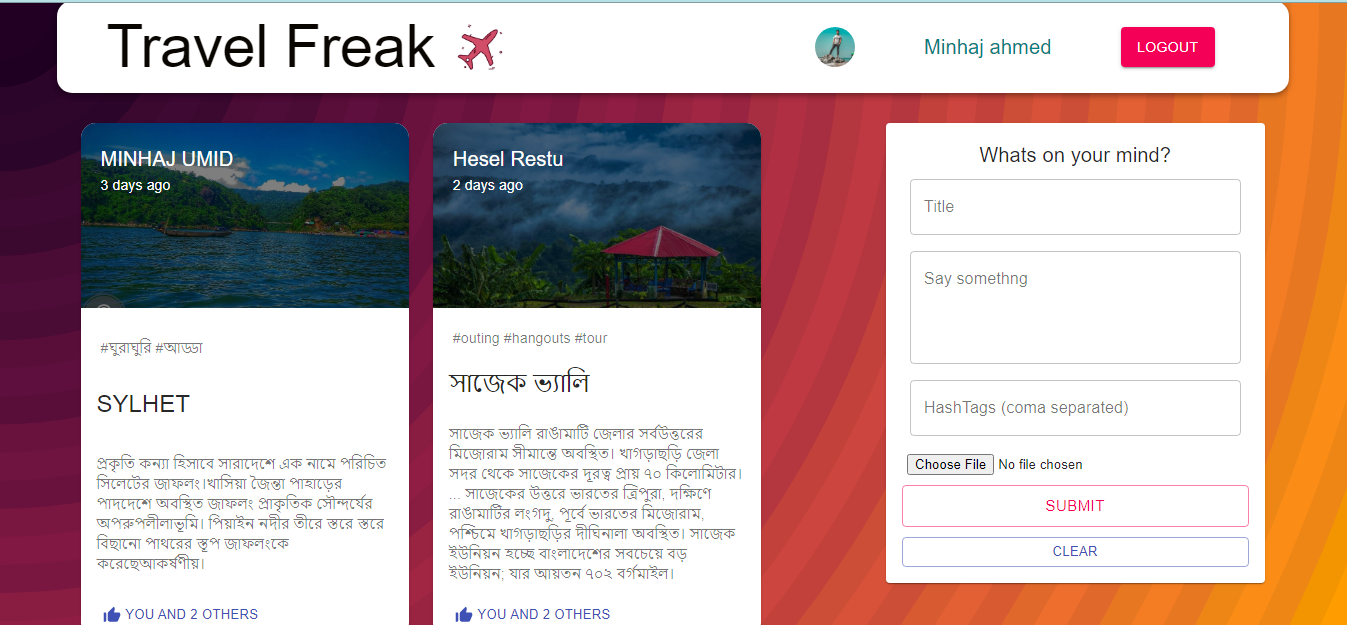 Travel Freak
Minhaj ahmed
LOGOUT
MINHAJ UMID
3 days ago
#ঘুরাঘুরি #আড্ডা
SYLHET
প্রকৃতি কন্যা হিসাবে সারাদেশে এক নামে পরিচিত
সিলেটের জাফলং।খাসিয়া জৈন্তা পাহাড়ের
পাদদেশে অবস্থিত জাফলং প্রাকৃতিক সৌন্দর্যের
অপরুপলীলাভূমি। পিয়াইন নদীর তীরে স্তরে স্তরে
বিছানো পাথরের স্তূপ জাফলংকে
করেছেআকর্ষণীয়।
YOU AND 2 OTHERS
Hesel Restu
2 days ago
#outing #hangouts #tour
সাজেক ভ্যালি
সাজেক ভ্যালি রাঙামাটি জেলার সর্বউত্তরের
মিজোরাম সীমান্তে অবস্থিত। খাগড়াছড়ি জেলা
সদর থেকে সাজেকের দূরত্ব প্রায় ৭০ কিলোমিটার।
... সাজেকের উত্তরে ভারতের ত্রিপুরা, দক্ষিণে
রাঙামাটির লংগদু, পূর্বে ভারতের মিজোরাম,
পশ্চিমে খাগড়াছড়ির দীঘিনালা অবস্থিত। সাজেক
ইউনিয়ন হচ্ছে বাংলাদেশের সবচেয়ে বড়
ইউনিয়ন; যার আয়তন ৭০২ বর্গমাইল।
YOU AND 2 OTHERS
Whats on your mind?
Title
Say somethng
HashTags (coma separated)
Choose File No file chosen
SUBMIT
CLEAR